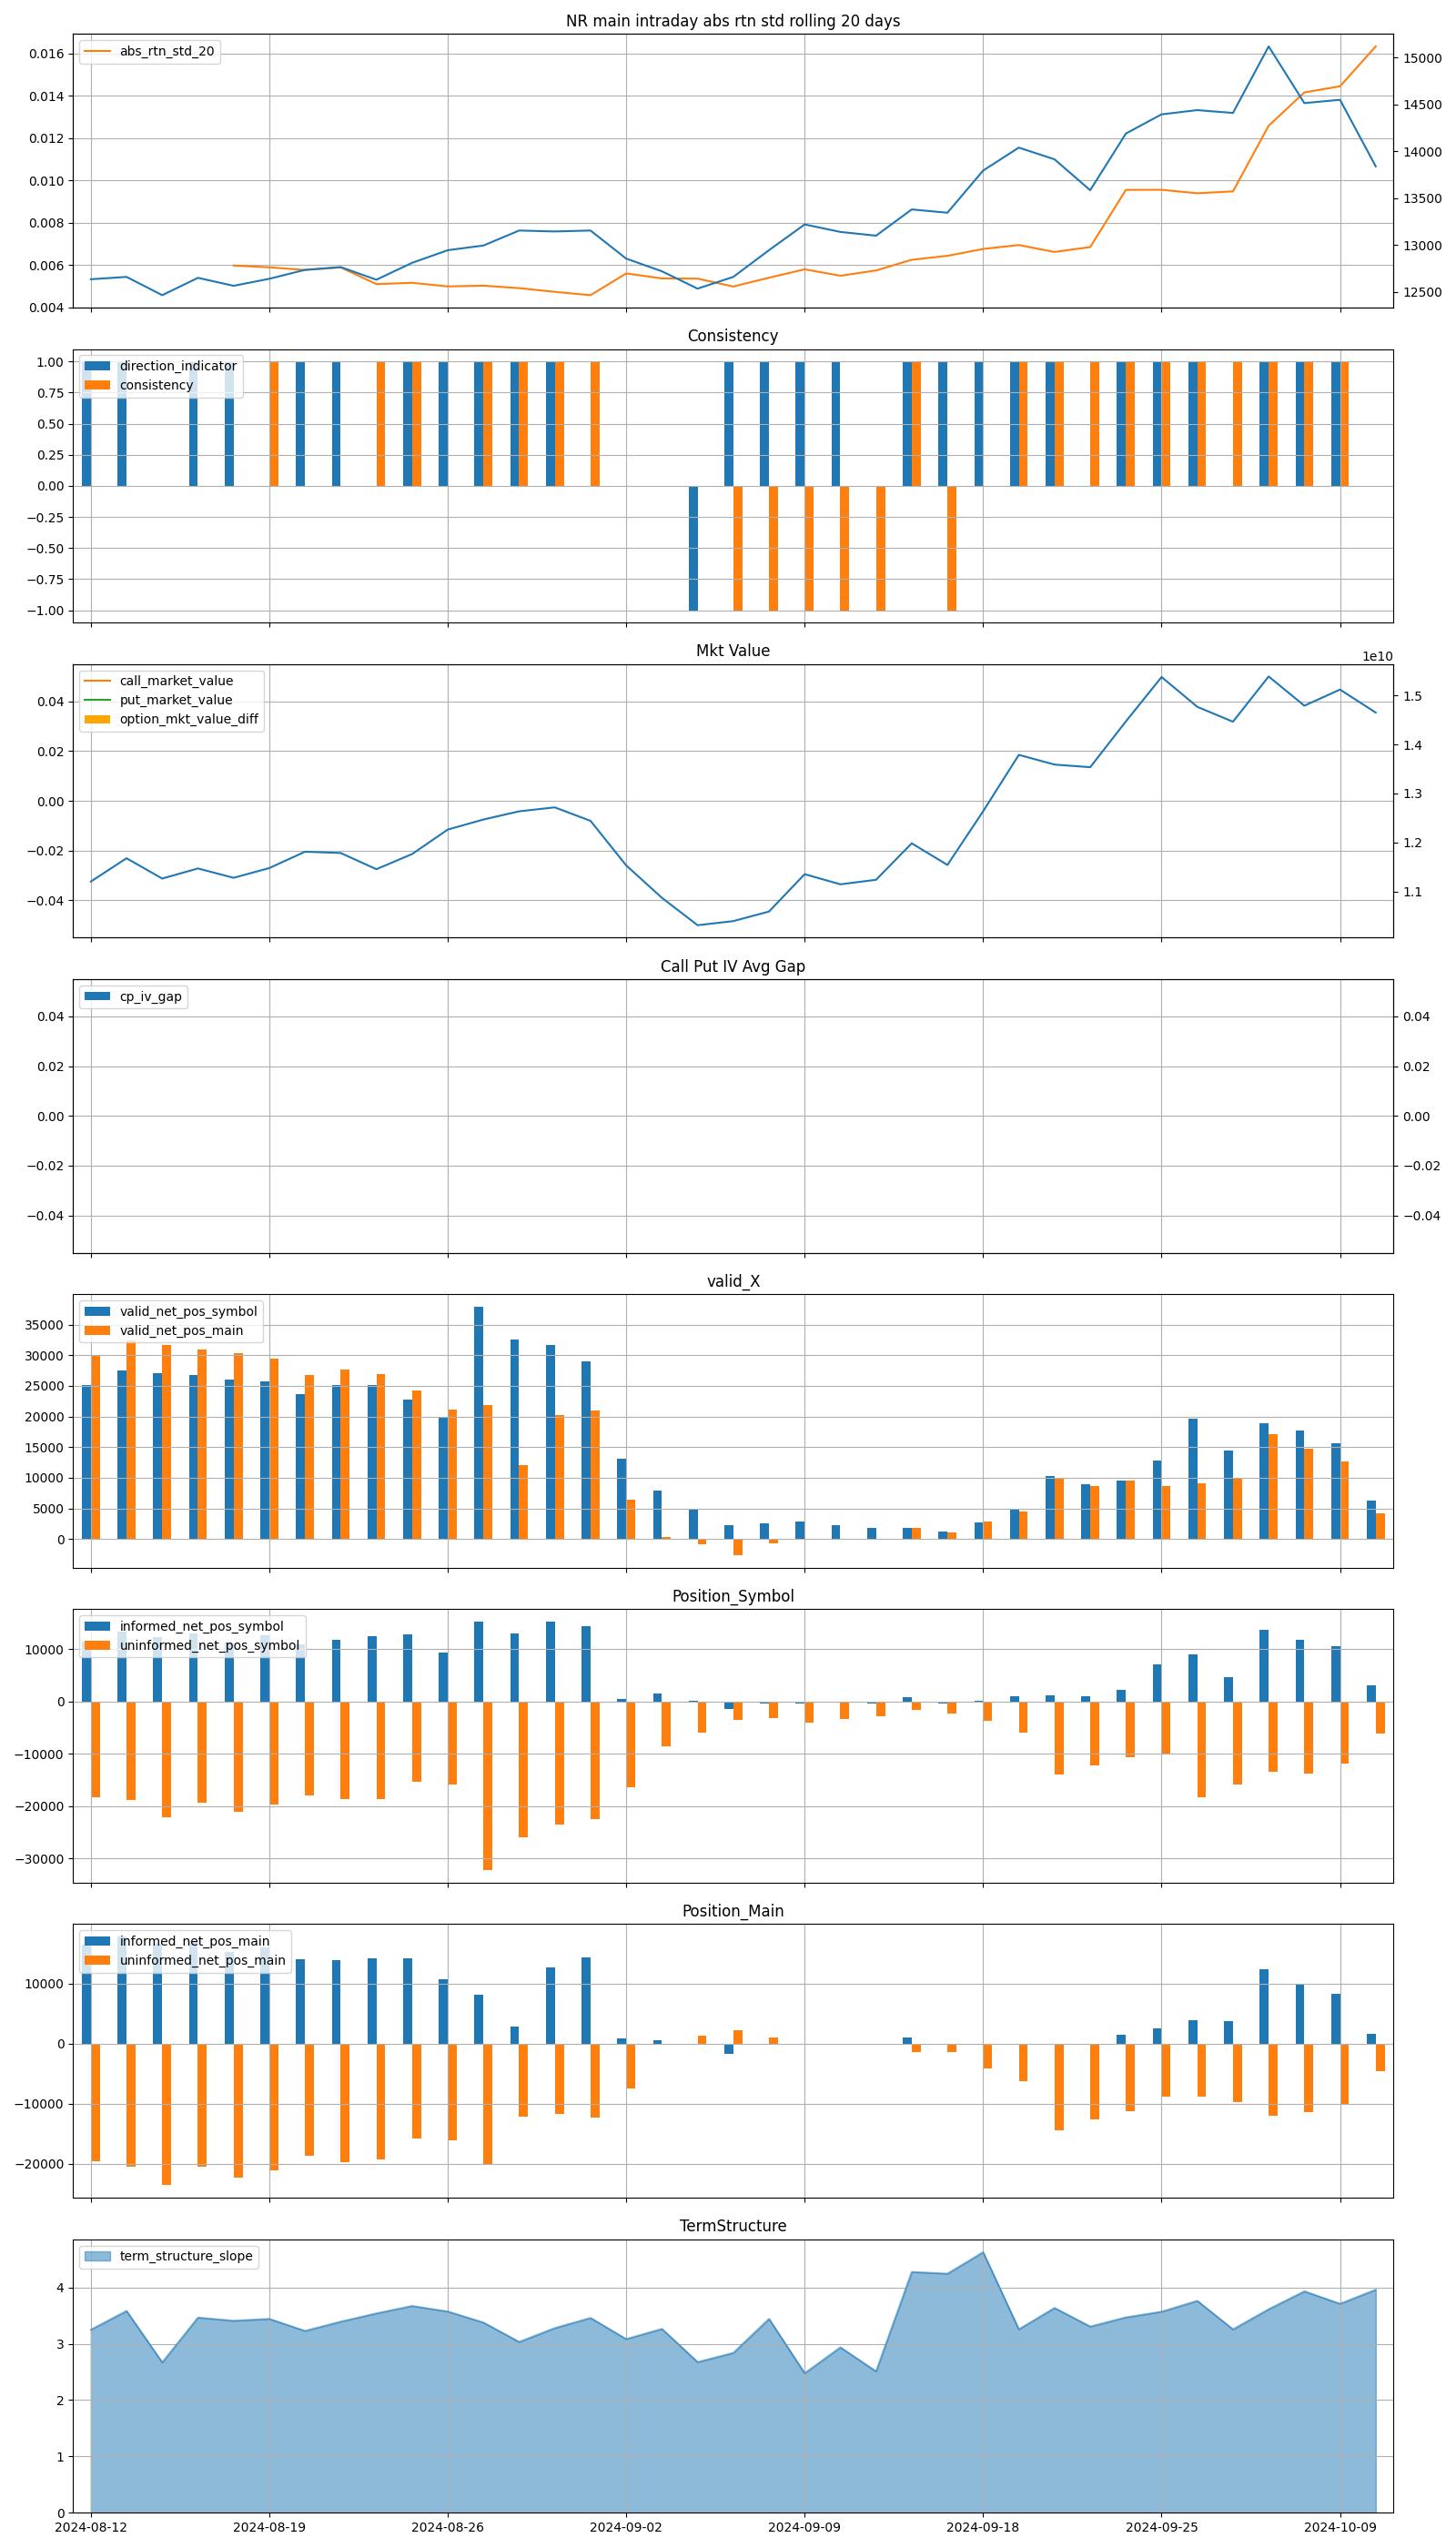 NR main intraday abs rtn std rolling 20 days
abs_rtn_std_20
0.016
0.014
0.012
0.010
0.008
0.006
0.004
15000
14500
14000
13500
13000
12500
Consistency
direction_indicator
consistency
1.00
0.75
0.50
0.25
0.00
−0.25
−0.50
−0.75
−1.00
Mkt Value
1e10
call_market_value
put_market_value
option_mkt_value_diff
0.04
0.02
0.00
−0.02
−0.04
1.5
1.4
1.3
1.2
1.1
Call Put IV Avg Gap
cp_iv_gap
0.04
0.02
0.00
−0.02
−0.04
0.04
0.02
0.00
−0.02
−0.04
valid_X
valid_net_pos_symbol
valid_net_pos_main
35000
30000
25000
20000
15000
10000
5000
0
Position_Symbol
informed_net_pos_symbol
uninformed_net_pos_symbol
10000
0
−10000
−20000
−30000
Position_Main
informed_net_pos_main
uninformed_net_pos_main
10000
0
−10000
−20000
TermStructure
term_structure_slope
4
3
2
1
0
2024-08-12 2024-08-19 2024-08-26 2024-09-02 2024-09-09 2024-09-18 2024-09-25 2024-10-09